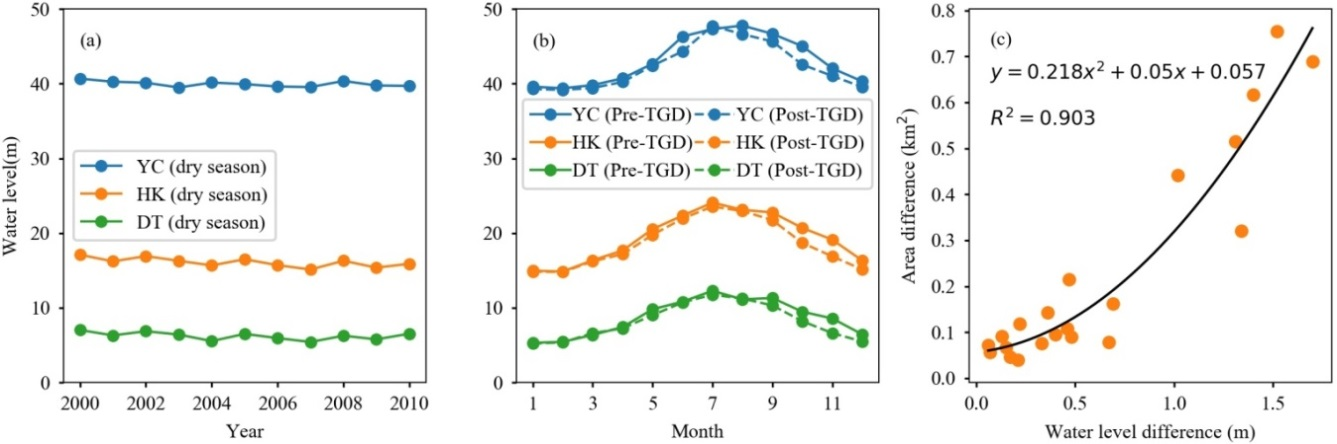 (a)
50
40
30
20
10
0
Water level(m)
YC (dry season)
HK (dry season)
DT (dry season)
2000 2002 2004 2006 2008 2010
Year
(b)
50
40
30
20
10
0
YC (Pre-TGD) YC (Post-TGD)
HK (Pre-TGD) HK (Post-TGD)
DT (Pre-TGD) DT (Post-TGD)
1 3 5 7 9 11
Month
(c)
y = 0.218x² + 0.05x + 0.057
R² = 0.903
0.8
0.7
0.6
0.5
0.4
0.3
0.2
0.1
0.0
Area difference (km²)
0.0 0.5 1.0 1.5
Water level difference (m)